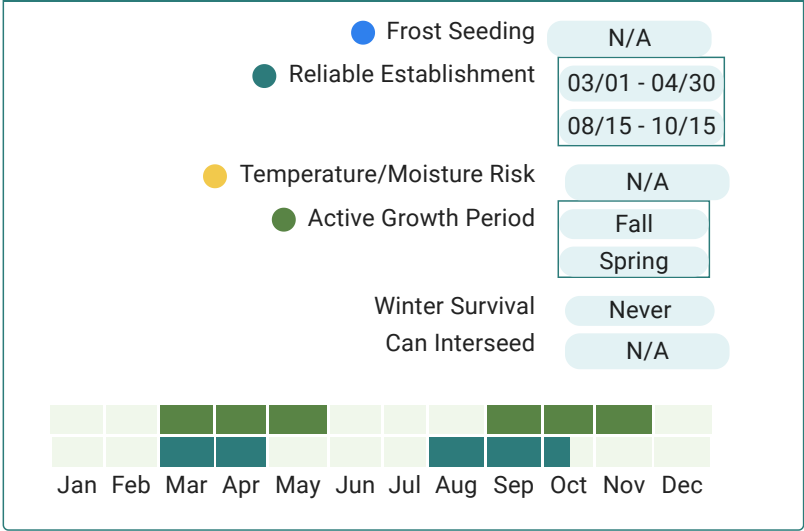 Frost Seeding N/A
Reliable Establishment 03/01 - 04/30
08/15 - 10/15
Temperature/Moisture Risk N/A
Active Growth Period Fall
Spring
Winter Survival Never
Can Interseed N/A
Jan Feb Mar Apr May Jun Jul Aug Sep Oct Nov Dec